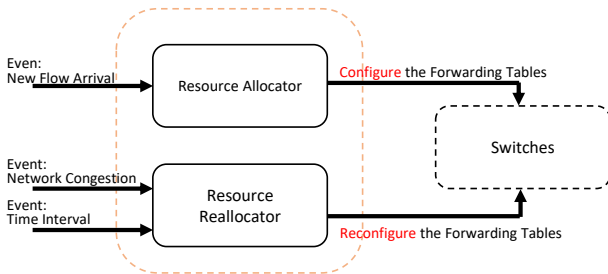 Even:
New Flow Arrival
Resource Allocator
Configure the Forwarding Tables
Switches
Event:
Network Congestion
Event:
Time Interval
Resource
Reallocator
Reconfigure the Forwarding Tables